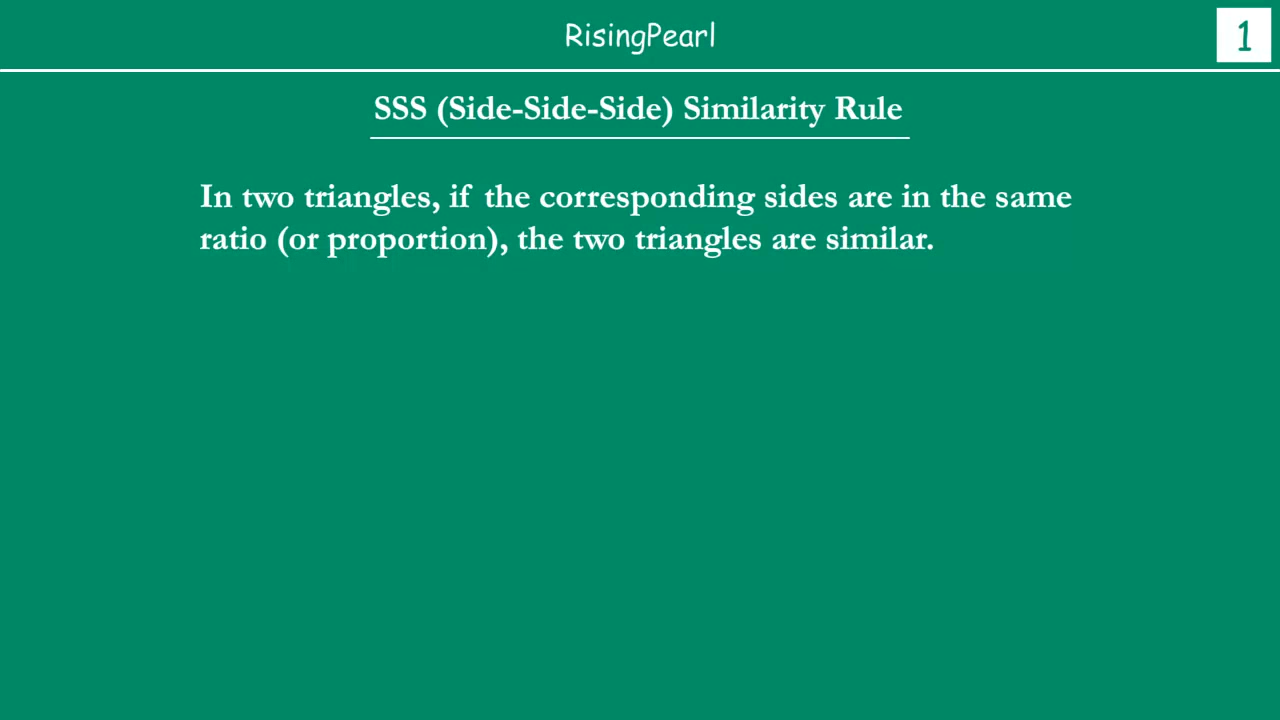 RisingPearl
1
SSS (Side-Side-Side) Similarity Rule
In two triangles, if the corresponding sides are in the same
ratio (or proportion), the two triangles are similar.